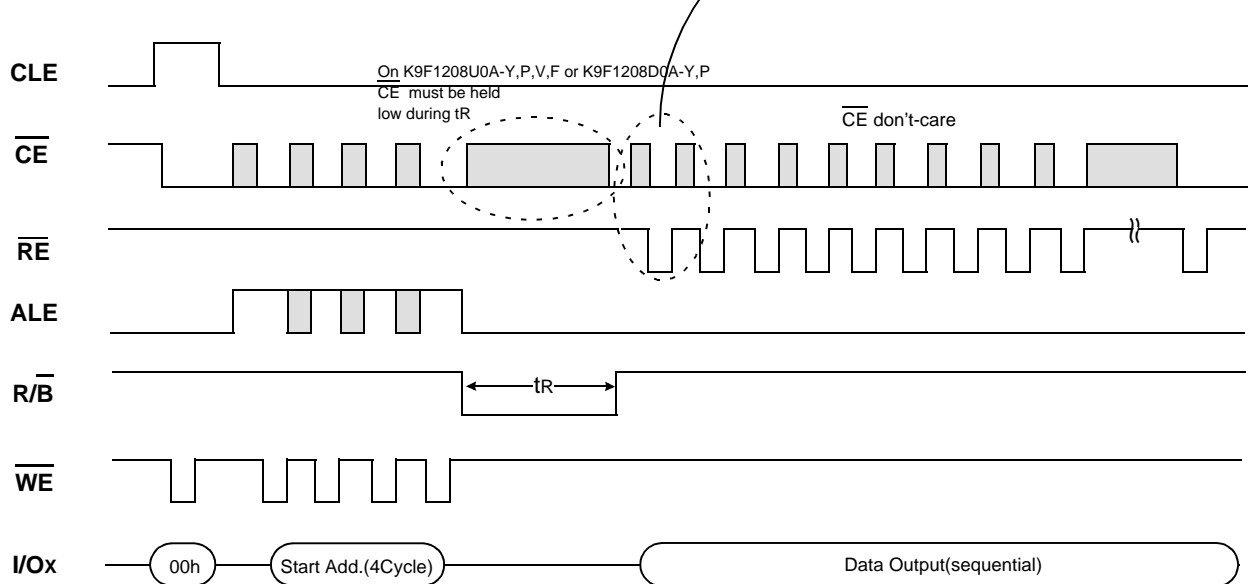 CLE
On K9F1208U0A-Y,P,V,F or K9F1208D0A-Y,P
CE must be held
low during tR
CE don't-care
CE
RE
ALE
R/B
tR
WE
I/Ox
00h
Start Add.(4Cycle)
Data Output(sequential)